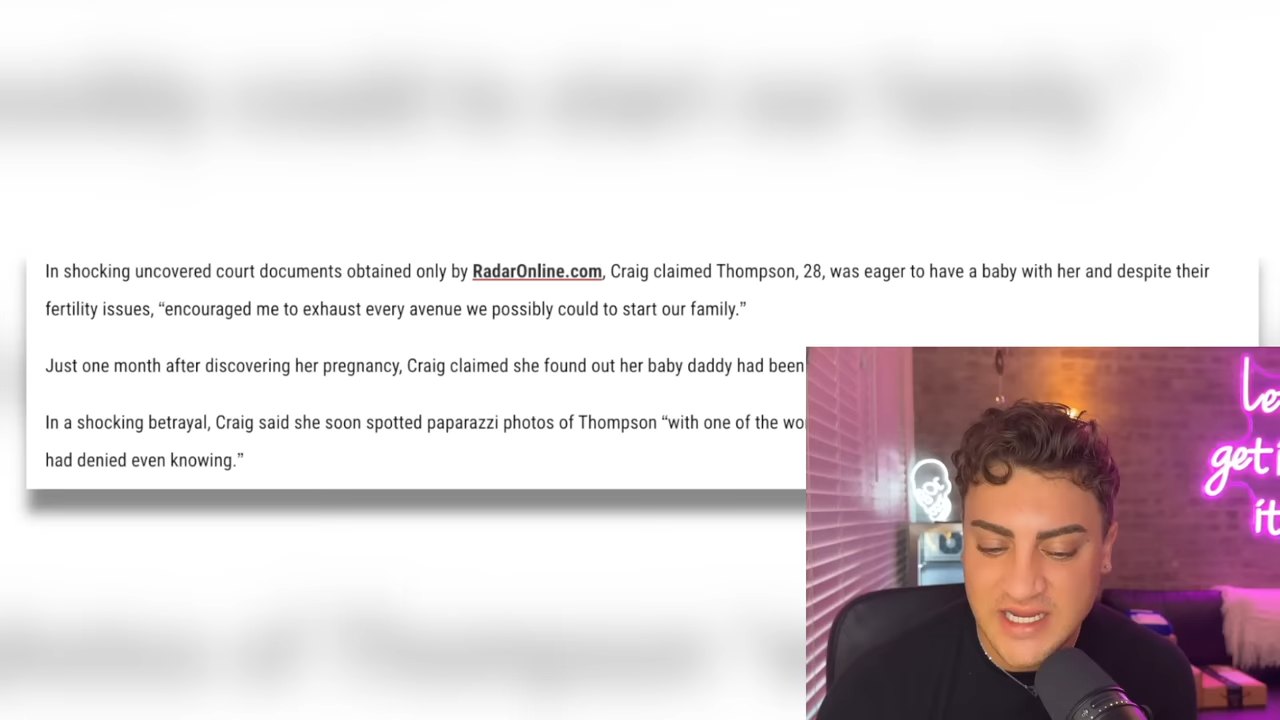 In shocking uncovered court documents obtained only by RadarOnline.com, Craig claimed Thompson, 28, was eager to have a baby with her and despite their
fertility issues, “encouraged me to exhaust every avenue we possibly could to start our family.”
Just one month after discovering her pregnancy, Craig claimed she found out her baby daddy had been
In a shocking betrayal, Craig said she soon spotted paparazzi photos of Thompson “with one of the
had denied even knowing.”
get